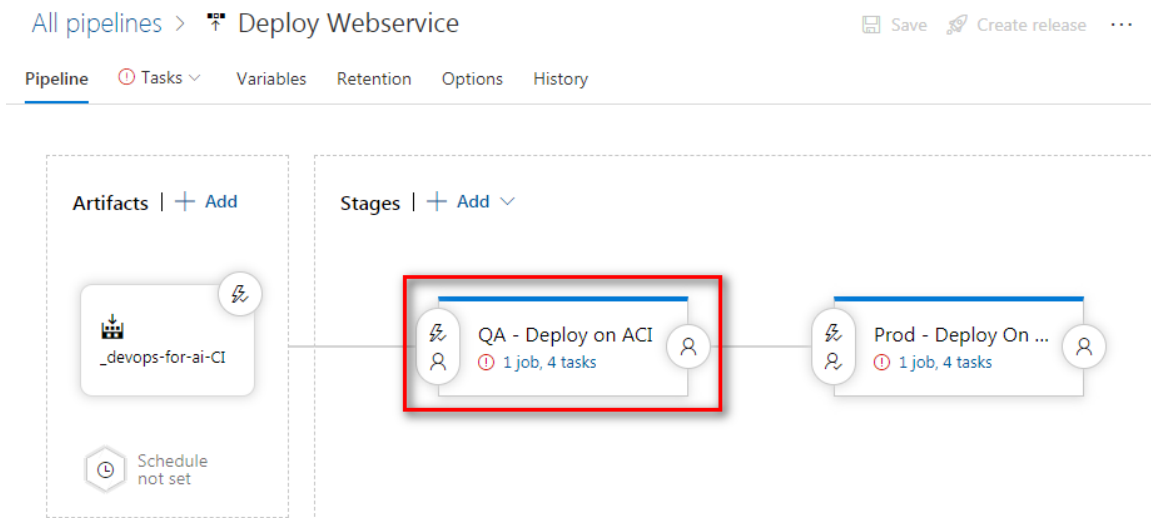 All pipelines > Deploy Webservice
Save Create release ...
Pipeline Tasks Variables Retention Options History
Artifacts | + Add
Stages | + Add
_devops-for-ai-CI
QA - Deploy on ACI
1 job, 4 tasks
Prod - Deploy On ...
1 job, 4 tasks
Schedule
not set